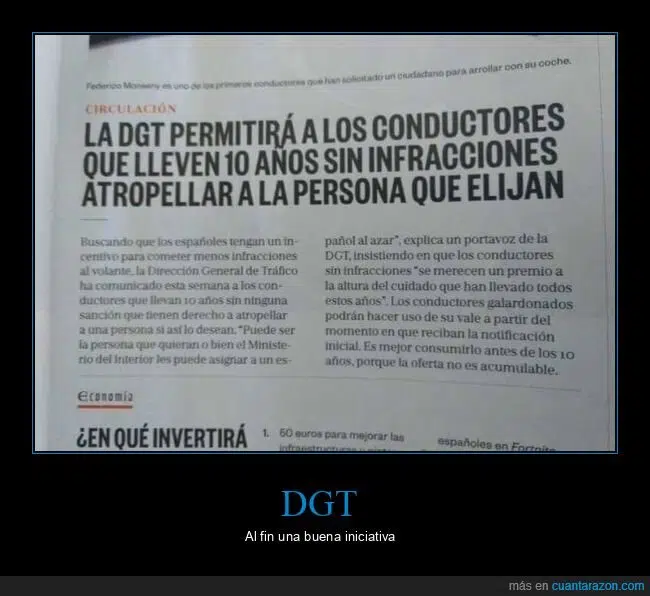 Federico Monseny es uno de los primeros conductores que han solicitado un ciudadano para arrollar con su coche.
CIRCULACIÓN
LA DGT PERMITIRÁ A LOS CONDUCTORES
QUE LLEVEN 10 AÑOS SIN INFRACCIONES
ATROPELLAR A LA PERSONA QUE ELIJAN
Buscando que los españoles tengan un in-
centivo para cometer menos infracciones
al volante, la Dirección General de Tráfico
ha comunicado esta semana a los con-
ductores que llevan 10 años sin ninguna
sanción que tienen derecho a atropellar
a una persona si así lo desean. "Puede ser
la persona que quieran o bien el Ministe-
rio del Interior les puede asignar a un es-
pañol al azar", explica un portavoz de la
DGT, insistiendo en que los conductores
sin infracciones "se merecen un premio a
la altura del cuidado que han llevado todos
estos años". Los conductores galardonados
podrán hacer uso de su vale a partir del
momento en que reciban la notificación
inicial. Es mejor consumirlo antes de los 10
años, porque la oferta no es acumulable.
Economía
¿EN QUÉ INVERTIRÁ
1. 60 euros para mejorar las
españoles en Fortnite
DGT
Al fin una buena iniciativa
más en cuantarazon.com